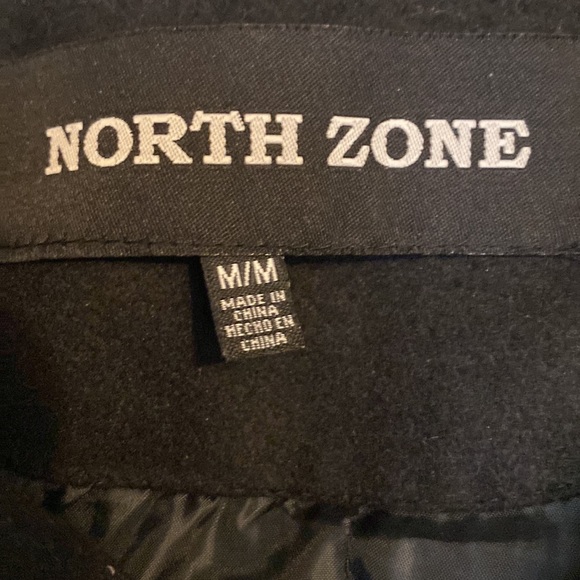 NORTH ZONE
M/M
MADE IN
CHINA
HECHO EN
CHINA